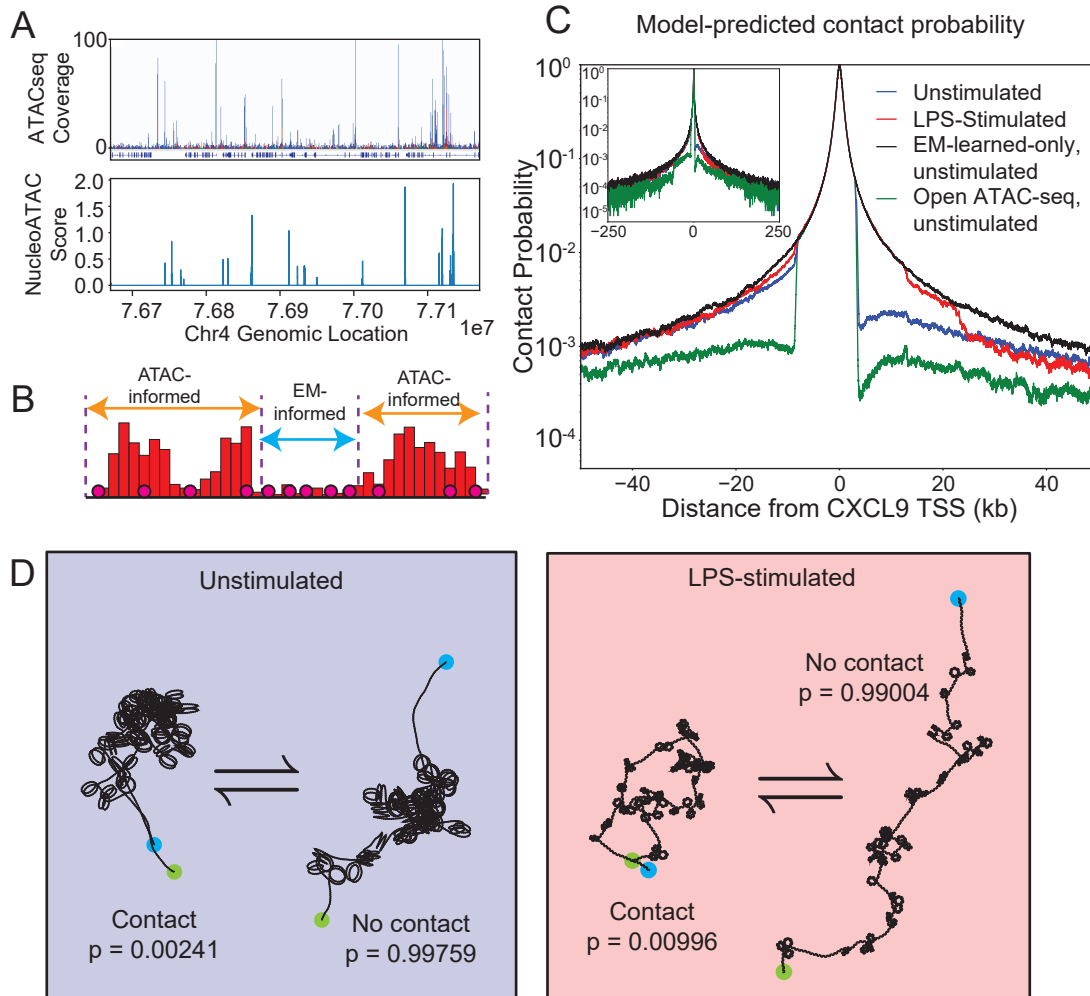 A
100
0
ATACseq
Coverage
2.0
1.5
1.0
0.5
0.0
NucleoATAC
Score
7.67
7.68
7.69
7.70
7.71
1e7
Chr4 Genomic Location
B
ATAC-
informed
EM-
informed
ATAC-
informed
C
Model-predicted contact probability
10⁰
10⁻¹
10⁻²
10⁻³
10⁻⁴
Contact Probability
10⁰
10⁻¹
10⁻²
10⁻³
10⁻⁴
10⁻⁵
−250
0
250
Unstimulated
LPS-Stimulated
EM-learned-only,
unstimulated
Open ATAC-seq,
unstimulated
−40
−20
0
20
40
Distance from CXCL9 TSS (kb)
D
Unstimulated
Contact
p = 0.00241
No contact
p = 0.99759
LPS-stimulated
No contact
p = 0.99004
Contact
p = 0.00996